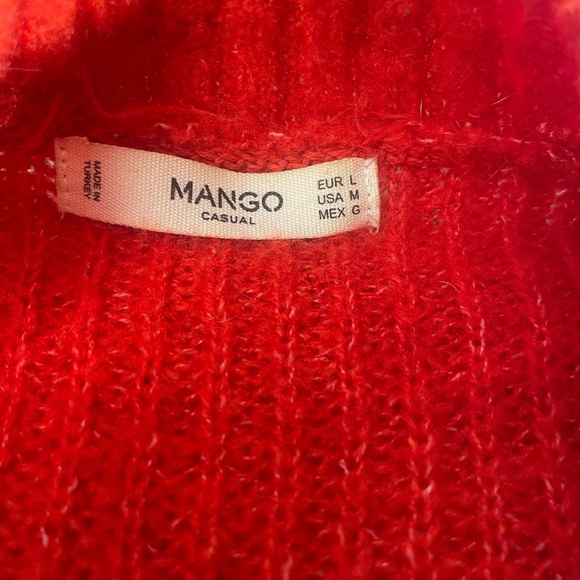 MADE IN
TURKEY
MANGO
CASUAL
EUR L
USA M
MEX G